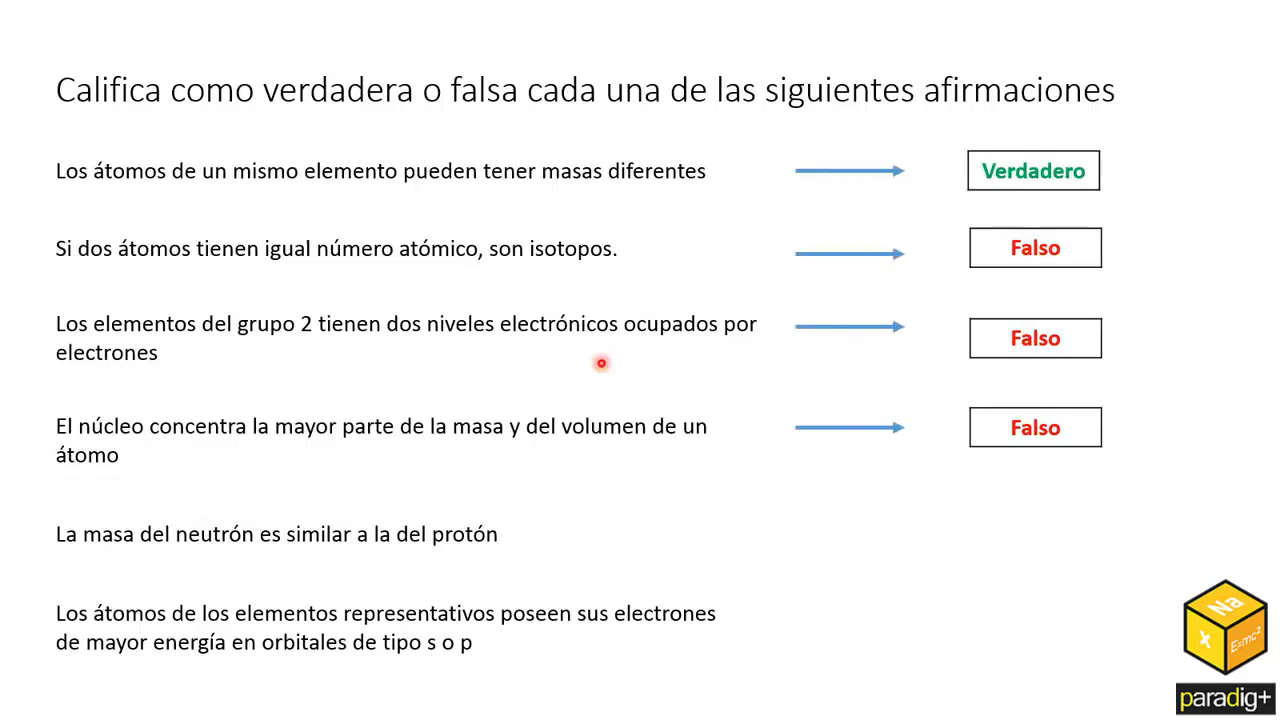 Califica como verdadera o falsa cada una de las siguientes afirmaciones
Los átomos de un mismo elemento pueden tener masas diferentes
Verdadero
Si dos átomos tienen igual número atómico, son isotopos.
Falso
Los elementos del grupo 2 tienen dos niveles electrónicos ocupados por
electrones
Falso
El núcleo concentra la mayor parte de la masa y del volumen de un
átomo
Falso
La masa del neutrón es similar a la del protón
Los átomos de los elementos representativos poseen sus electrones
de mayor energía en orbitales de tipo s o p
Na
X
E=mc²
paradig+